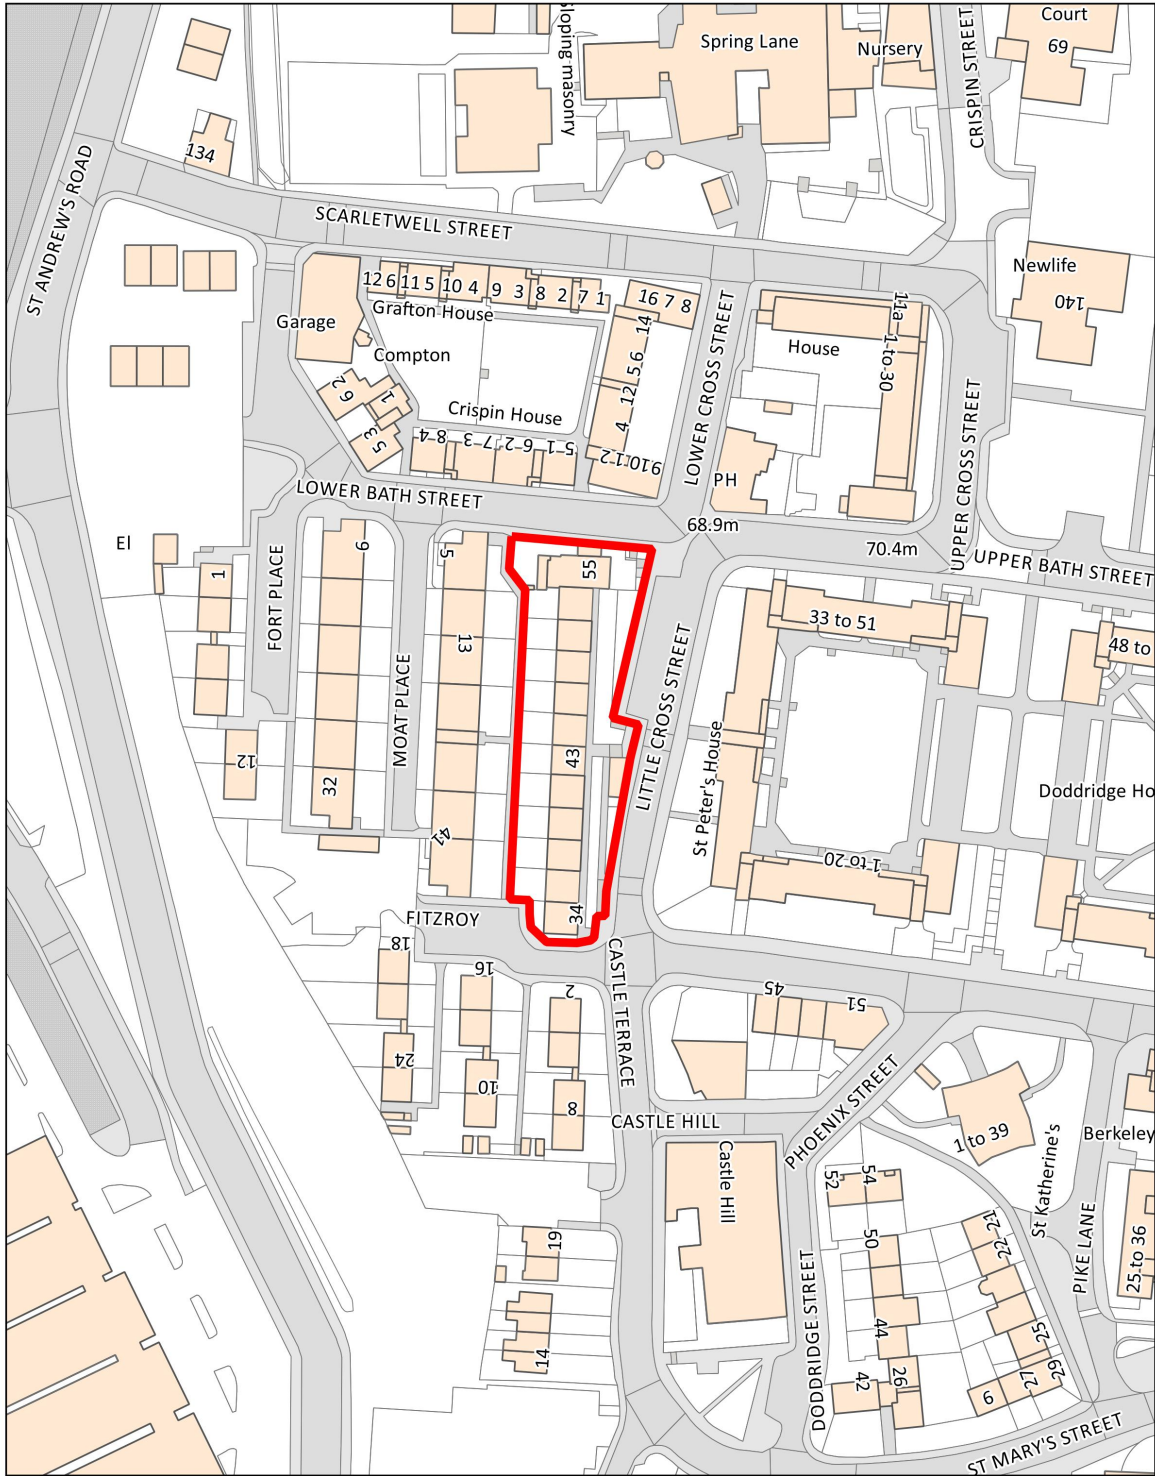 Court
69
Spring Lane
Nursery
Sloping masonry
CRISPIN STREET
134
ST ANDREW'S ROAD
SCARLETWELL STREET
Newlife
140
12 6 11 5 10 4 9 3 8 2 7 1
16 7 8
Grafton House
Garage
14
LOWER CROSS STREET
House
11a
1 to 30
Compton
5 6
12
6 2
1
Crispin House
4
5 3
8 4
7 3
6 2
5 1
9 10 1 2
UPPER CROSS STREET
PH
LOWER BATH STREET
68.9m
70.4m
UPPER BATH STREET
El
1
FORT PLACE
9
5
55
13
33 to 51
48 to
MOAT PLACE
LITTLE CROSS STREET
St Peter's House
12
32
43
Doddridge Ho
41
1 to 20
34
FITZROY
18
16
2
CASTLE TERRACE
45
51
24
10
8
CASTLE HILL
PHOENIX STREET
1 to 39
St Katherine's
Berkeley
Castle Hill
52
54
50
22-21
PIKE LANE
25 to 36
19
14
DODDRIDGE STREET
44
42
26
25
27
29
6
ST MARY'S STREET